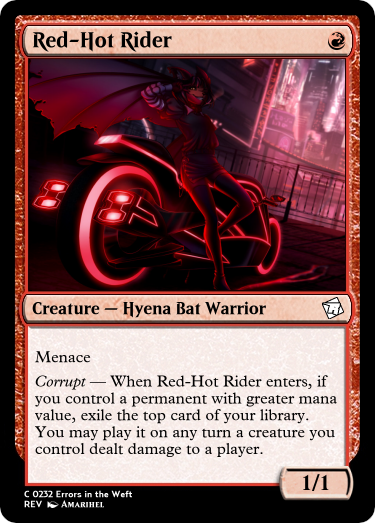 Red-Hot Rider
Creature — Hyena Bat Warrior
Menace
Corrupt — When Red-Hot Rider enters, if
you control a permanent with greater mana
value, exile the top card of your library.
You may play it on any turn a creature you
control dealt damage to a player.
1/1
C 0232 Errors in the Weft
REV Amarihel